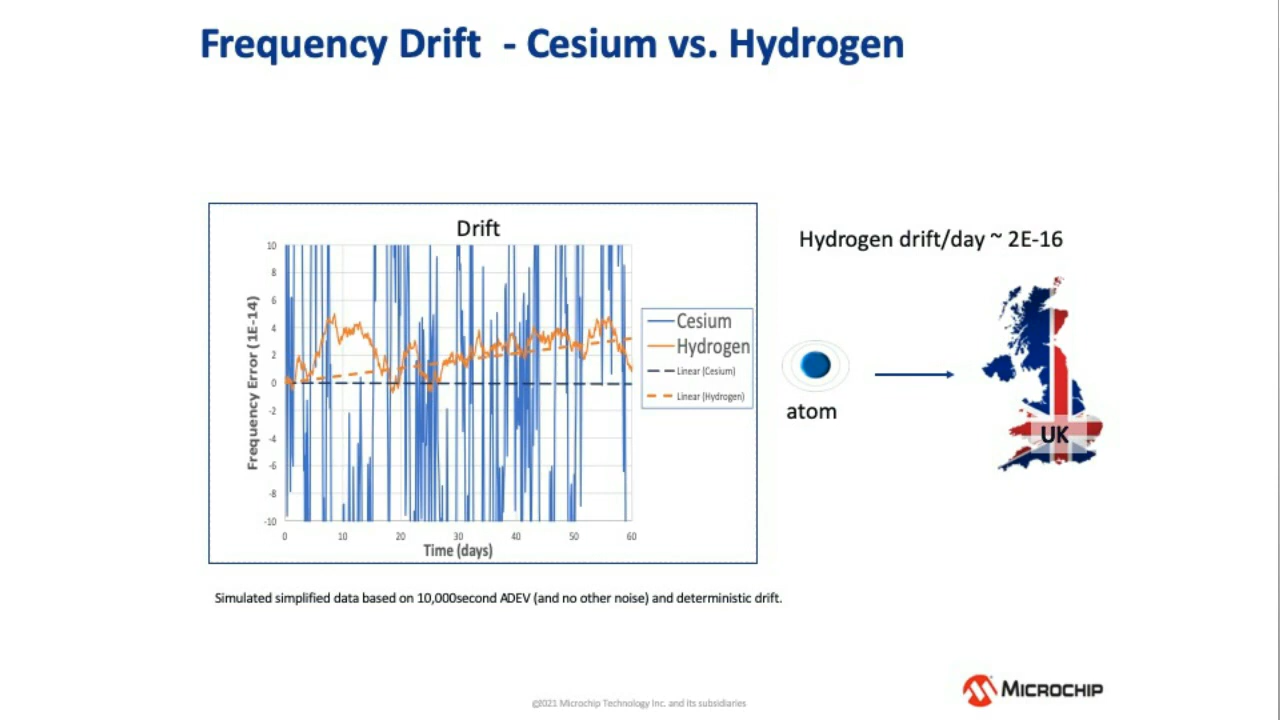 Frequency Drift - Cesium vs. Hydrogen
Drift
Frequency Error (1E-14)
10
8
6
4
2
0
-2
-4
-6
-8
-10
0 10 20 30 40 50 60
Time (days)
Cesium
Hydrogen
Linear (Cesium)
Linear (Hydrogen)
Hydrogen drift/day ~ 2E-16
atom
UK
Simulated simplified data based on 10,000second ADEV (and no other noise) and deterministic drift.
©2021 Microchip Technology Inc. and its subsidiaries
MICROCHIP